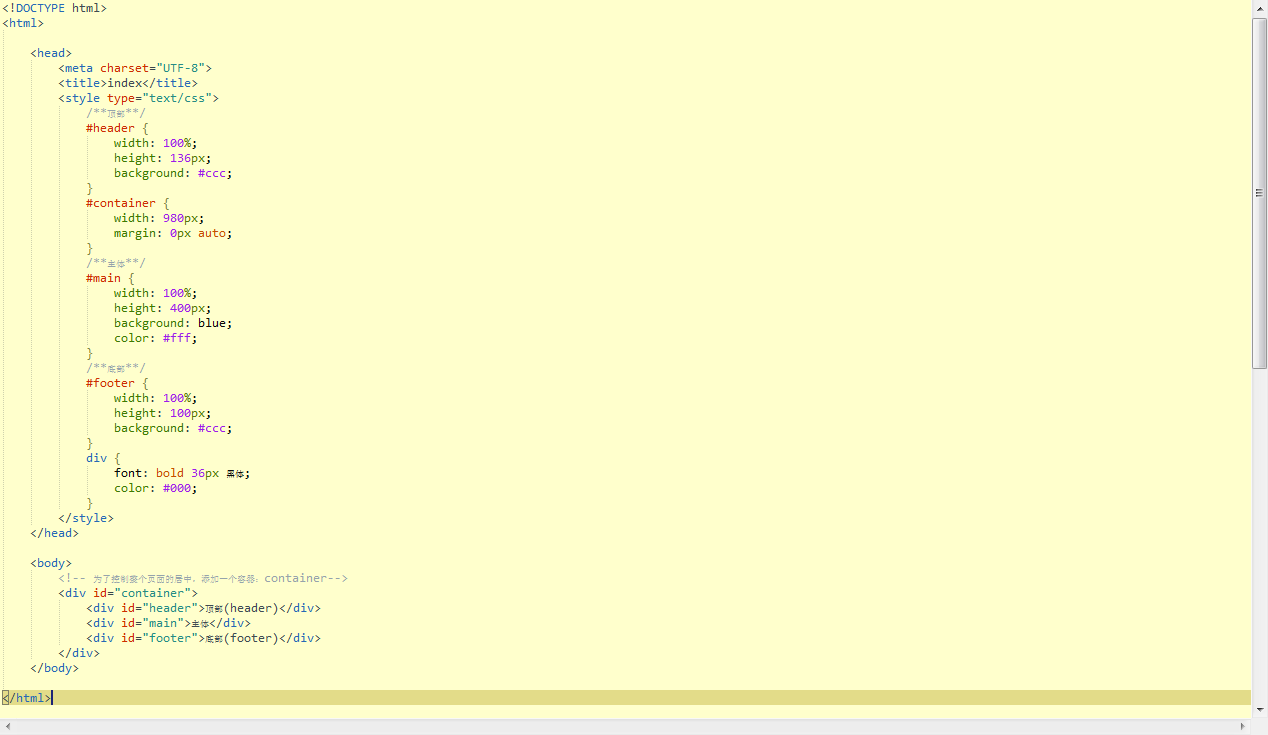 <!DOCTYPE html>
<html>
<head>
<meta charset="UTF-8">
<title>index</title>
<style type="text/css">
/**顶部**/
#header {
width: 100%;
height: 136px;
background: #ccc;
}
#container {
width: 980px;
margin: 0px auto;
}
/**主体**/
#main {
width: 100%;
height: 400px;
background: blue;
color: #fff;
}
/**底部**/
#footer {
width: 100%;
height: 100px;
background: #ccc;
}
div {
font: bold 36px 黑体;
color: #000;
}
</style>
</head>
<body>
<!-- 为了控制整个页面的居中，添加一个容器：container-->
<div id="container">
<div id="header">顶部(header)</div>
<div id="main">主体</div>
<div id="footer">底部(footer)</div>
</div>
</body>
</html>